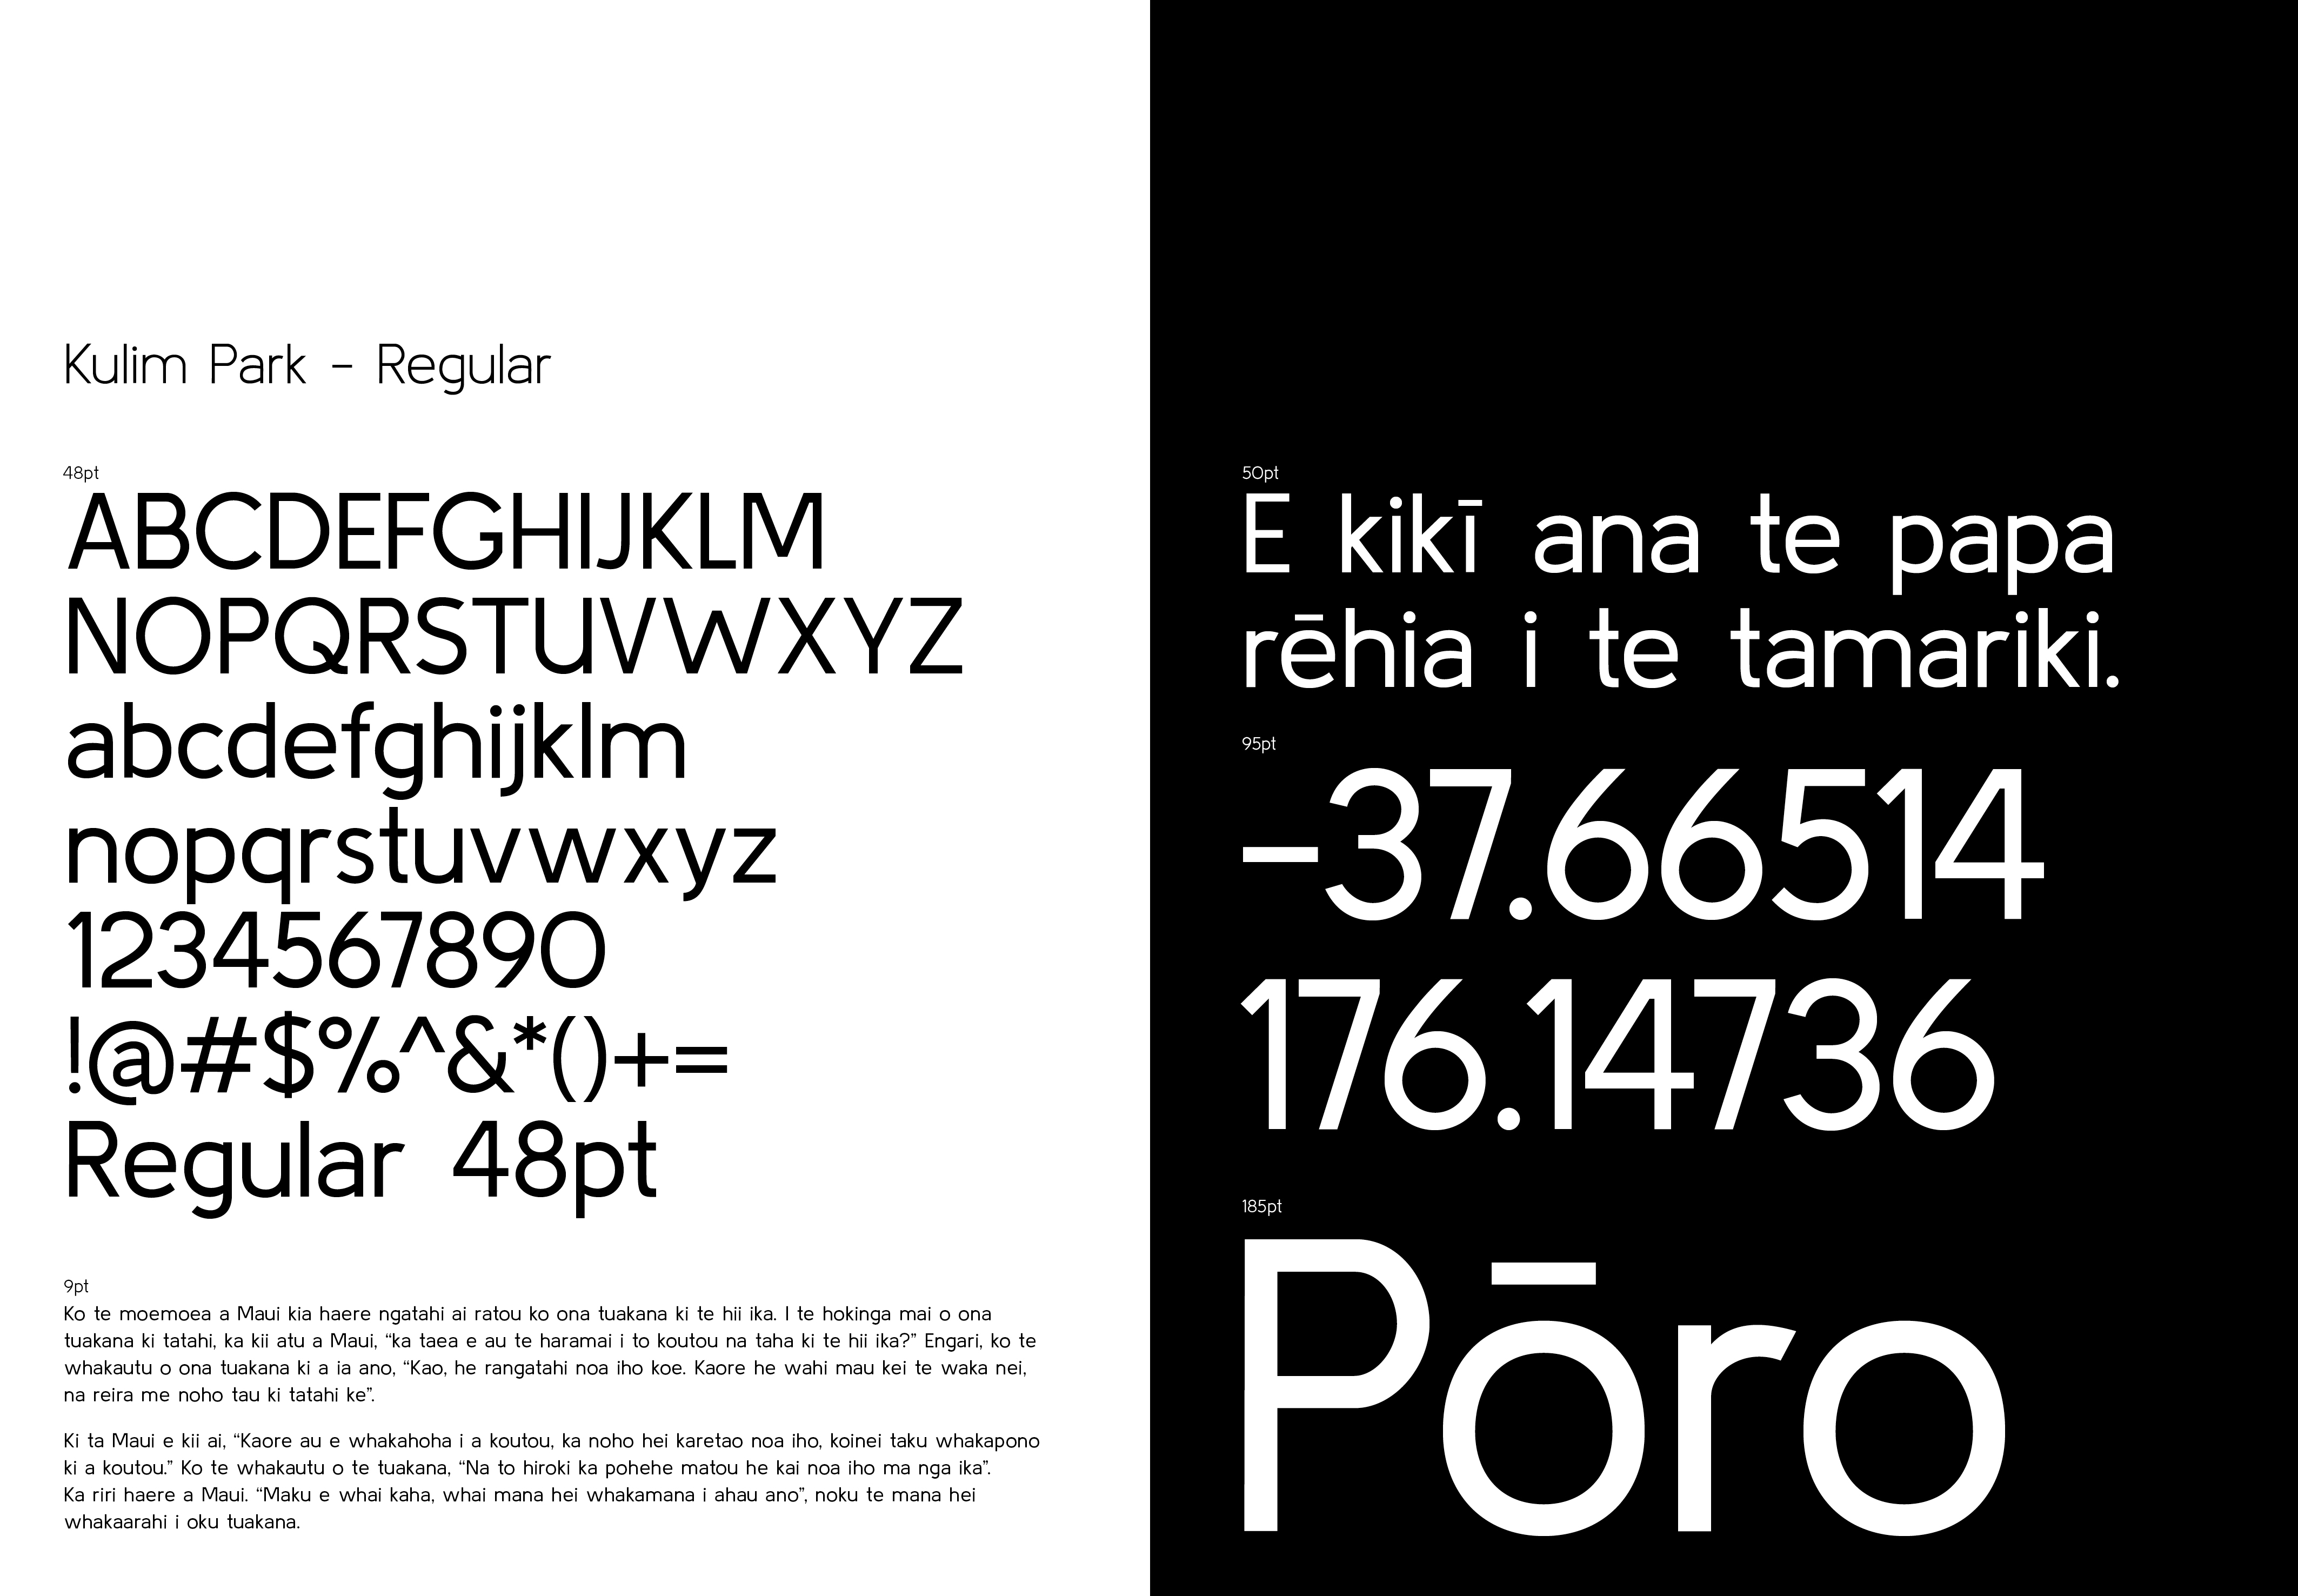 Kulim Park – Regular
48pt
ABCDEFGHIJKLM
NOPQRSTUVWXYZ
abcdefghijklm
nopqrstuvwxyz
1234567890
!@#$%^&*()+=
Regular 48pt
9pt
Ko te moemoea a Maui kia haere ngatahi ai ratou ko ona tuakana ki te hii ika. I te hokinga mai o ona
tuakana ki tatahi, ka kii atu a Maui, “ka taea e au te haramai i to koutou na taha ki te hii ika?” Engari, ko te
whakautu o ona tuakana ki a ia ano, “Kao, he rangatahi noa iho koe. Kaore he wahi mau kei te waka nei,
na reira me noho tau ki tatahi ke”.
Ki ta Maui e kii ai, “Kaore au e whakahoha i a koutou, ka noho hei karetao noa iho, koinei taku whakapono
ki a koutou.” Ko te whakautu o te tuakana, “Na to hiroki ka pohehe matou he kai noa iho ma nga ika”.
Ka riri haere a Maui. “Maku e whai kaha, whai mana hei whakamana i ahau ano”, noku te mana hei
whakaarahi i oku tuakana.
50pt
E kikī ana te papa
rēhia i te tamariki.
95pt
–37.66514
176.14736
185pt
Pōro